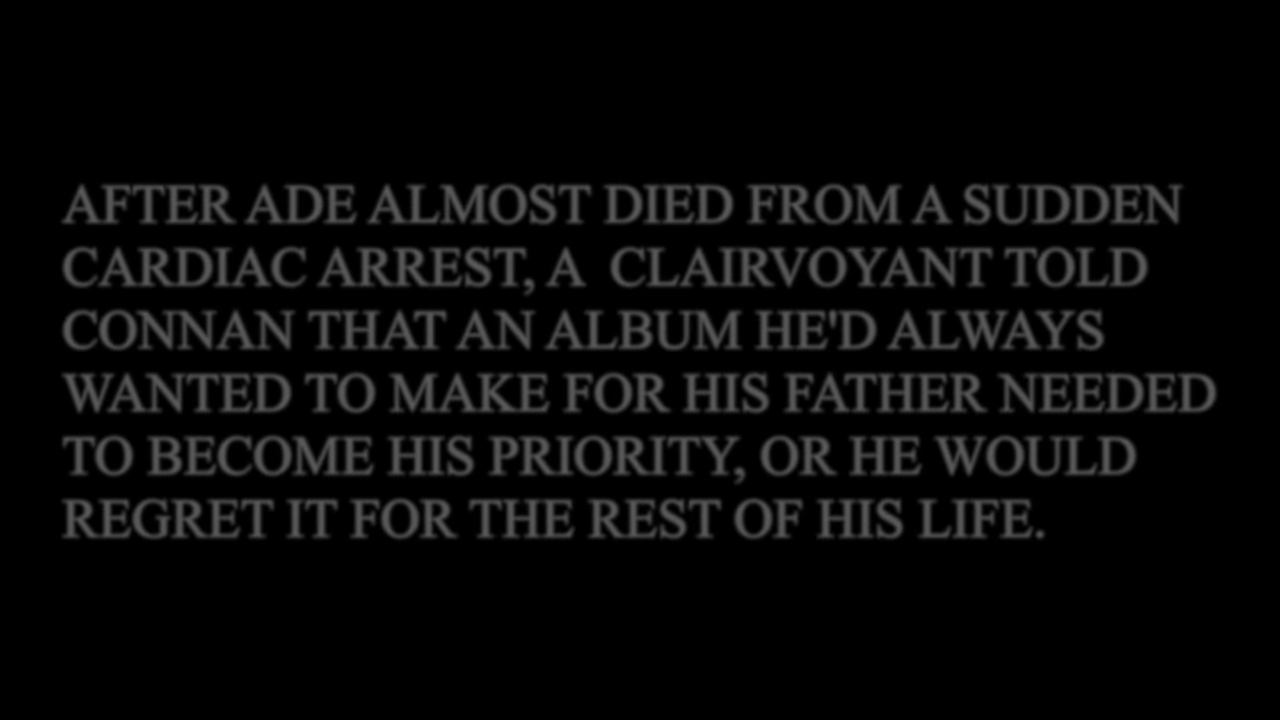 AFTER ADE ALMOST DIED FROM A SUDDEN
CARDIAC ARREST, A  CLAIRVOYANT TOLD
CONNAN THAT AN ALBUM HE'D ALWAYS
WANTED TO MAKE FOR HIS FATHER NEEDED
TO BECOME HIS PRIORITY, OR HE WOULD
REGRET IT FOR THE REST OF HIS LIFE.